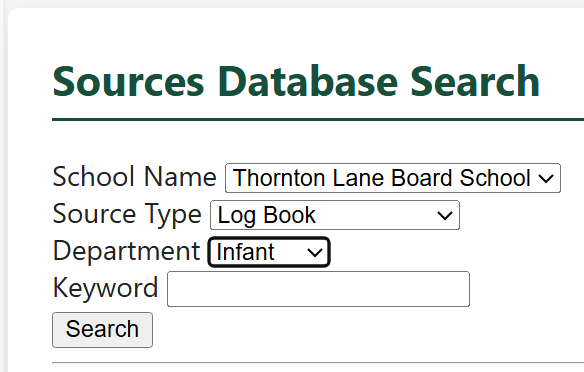 Sources Database Search
School Name Thornton Lane Board School
Source Type Log Book
Department Infant
Keyword
Search